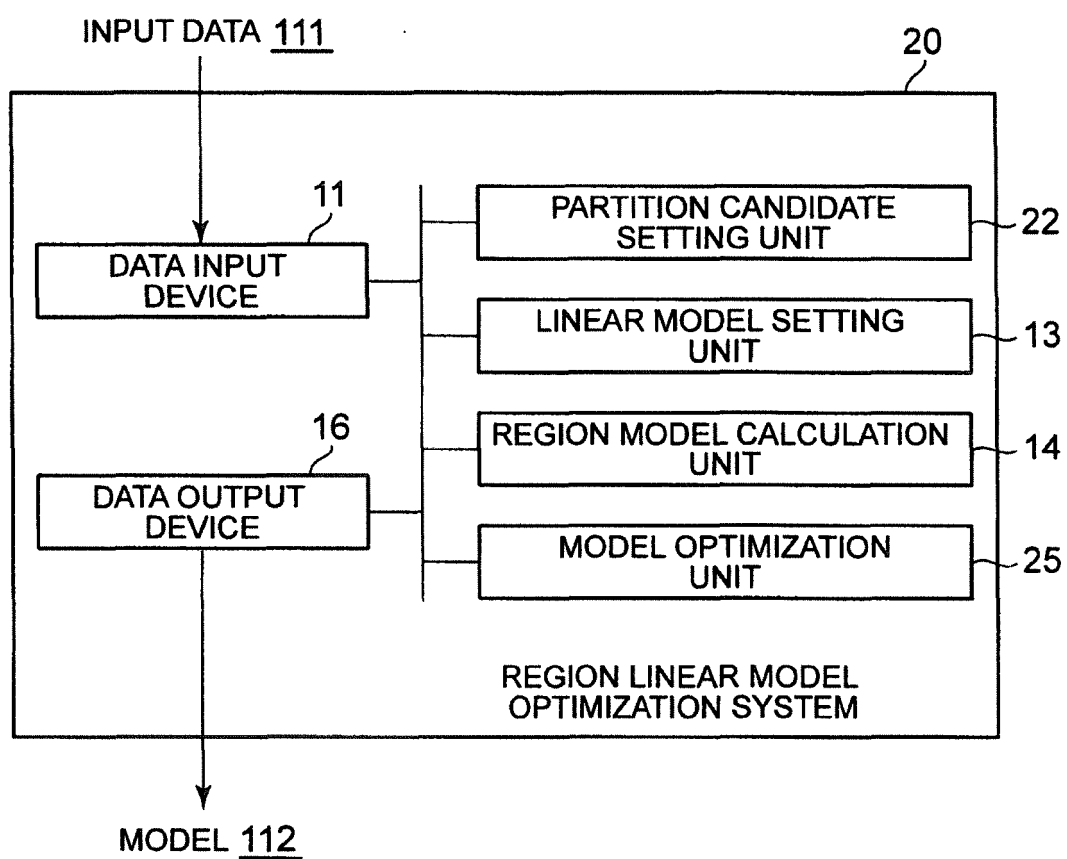 INPUT DATA 111
20
11
DATA INPUT
DEVICE
PARTITION CANDIDATE
SETTING UNIT
22
LINEAR MODEL SETTING
UNIT
13
16
DATA OUTPUT
DEVICE
REGION MODEL CALCULATION
UNIT
14
MODEL OPTIMIZATION
UNIT
25
REGION LINEAR MODEL
OPTIMIZATION SYSTEM
MODEL 112